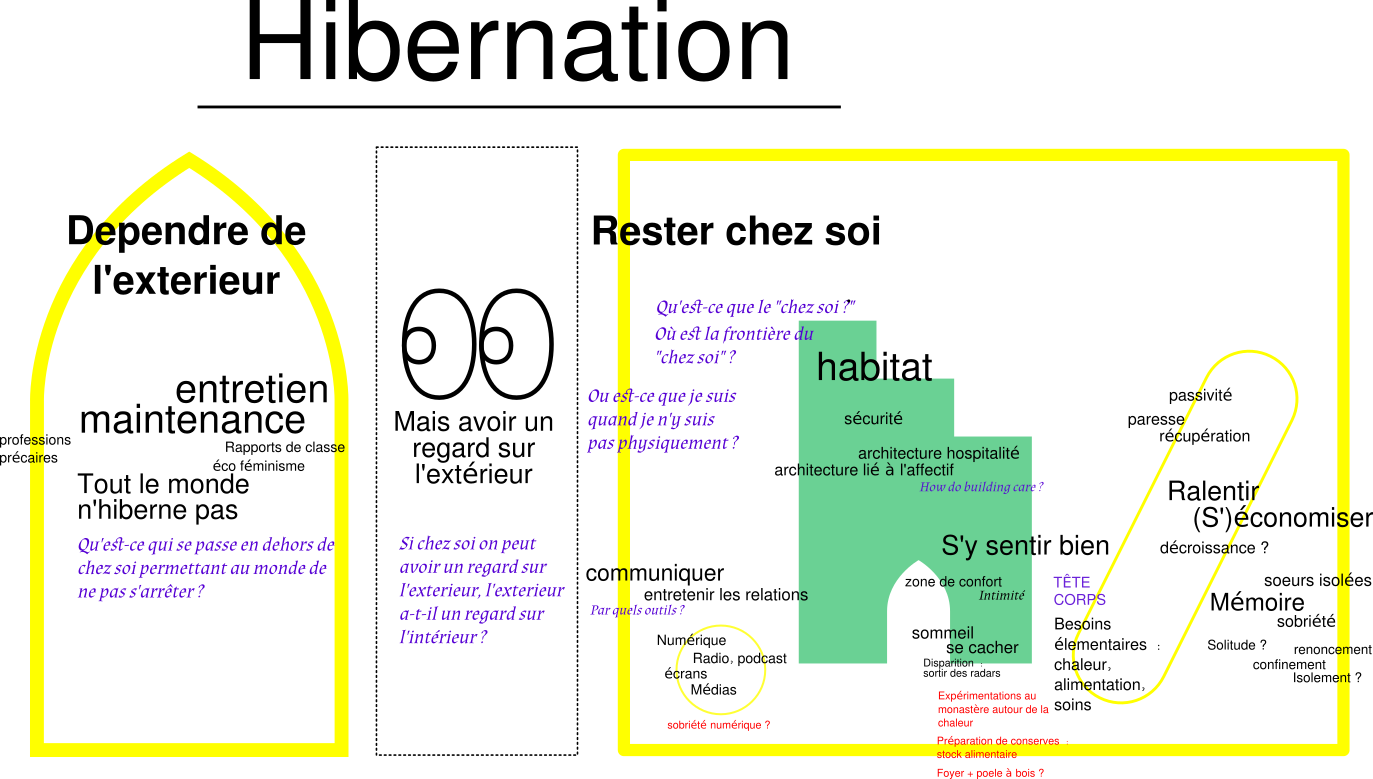 Hibernation
Dependre de
l'exterieur
entretien
maintenance
professions
précaires
Rapports de classe
éco féminisme
Tout le monde
n'hiberne pas
Qu'est-ce qui se passe en dehors de
chez soi permettant au monde de
ne pas s'arrêter ?
Mais avoir un
regard sur
l'extérieur
Si chez soi on peut
avoir un regard sur
l'exterieur, l'exterieur
a-t-il un regard sur
l'intérieur ?
Rester chez soi
Qu'est-ce que le "chez soi ?"
Où est la frontière du
"chez soi" ?
Ou est-ce que je suis
quand je n'y suis
pas physiquement ?
habitat
sécurité
architecture hospitalité
architecture lié à l'affectif
How do building care ?
S'y sentir bien
zone de confort
Intimité
sommeil
se cacher
Disparition :
sortir des radars
Expérimentations au
monastère autour de la
chaleur
Préparation de conserves :
stock alimentaire
Foyer + poele à bois ?
communiquer
entretenir les relations
Par quels outils ?
Numérique
Radio, podcast
écrans
Médias
sobriété numérique ?
TÊTE
CORPS
Besoins
élementaires :
chaleur,
alimentation,
soins
passivité
paresse
récupération
Ralentir
(S')économiser
décroissance ?
soeurs isolées
Mémoire
sobriété
Solitude ?
renoncement
confinement
Isolement ?